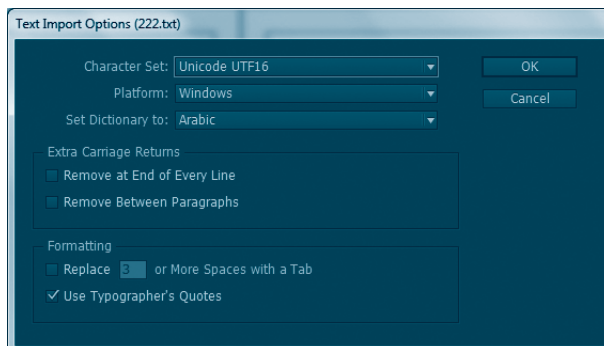 Text Import Options (222.txt)
Character Set: Unicode UTF16
OK
Platform: Windows
Cancel
Set Dictionary to: Arabic
Extra Carriage Returns
Remove at End of Every Line
Remove Between Paragraphs
Formatting
Replace 3 or More Spaces with a Tab
Use Typographer's Quotes